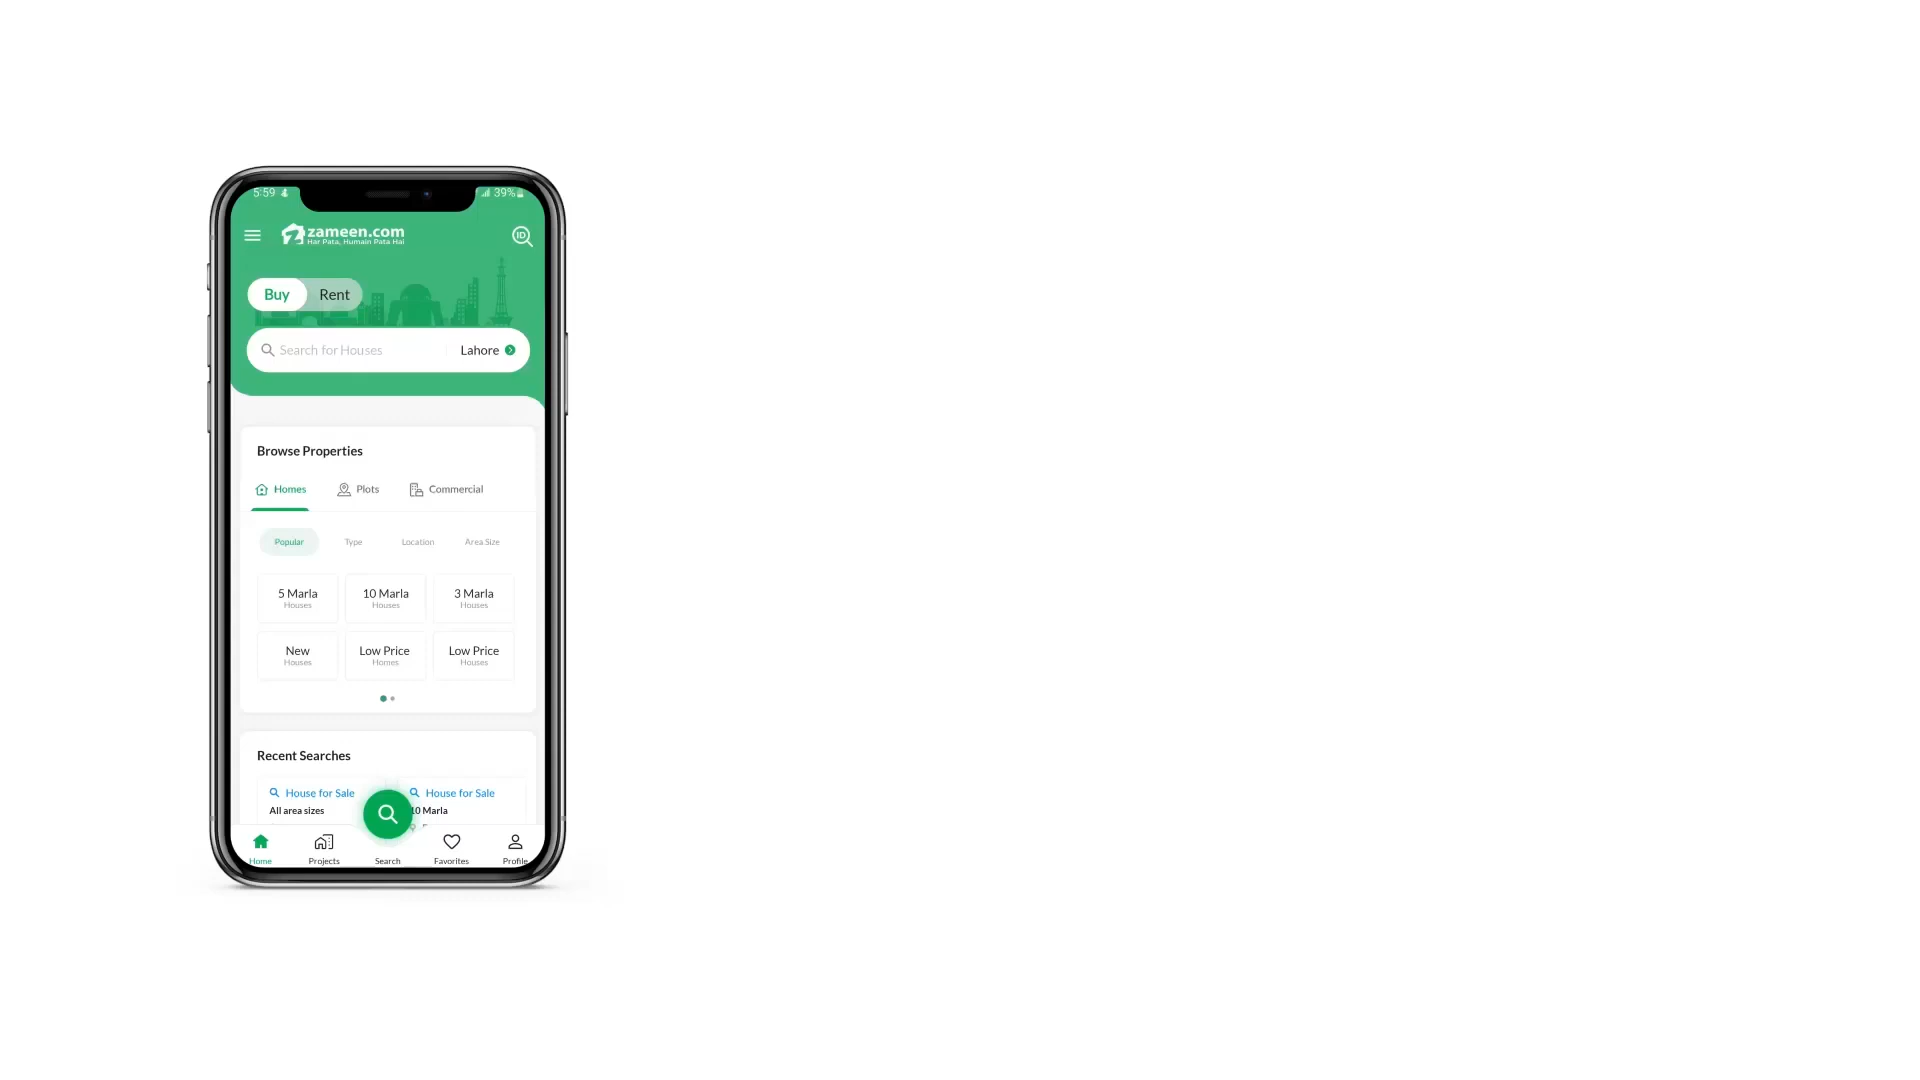 5:59 39%
zameen.com
Har Pata, Humain Pata Hai
ID
Buy Rent
Search for Houses Lahore
Browse Properties
Homes Plots Commercial
Popular Type Location Area Size
5 Marla 10 Marla 3 Marla
Houses Houses Houses
New Low Price Low Price
Houses Homes Houses
Recent Searches
House for Sale House for Sale
All area sizes 10 Marla
Home Projects Search Favorites Profile